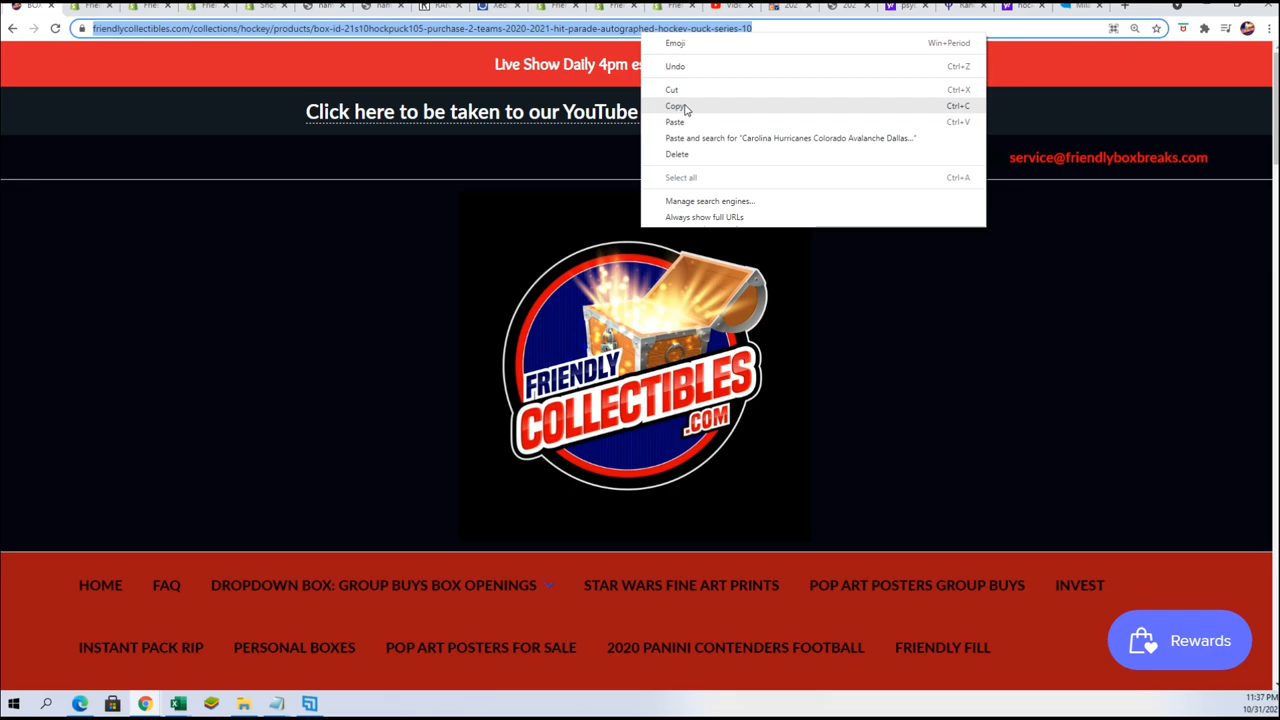 friendlycollectibles.com/collections/hockey/products/box-id-21s10hockpuck105-purchase-2-teams-2020-2021-hit-parade-autographed-hockey-puck-series-10
Live Show Daily 4pm es
Click here to be taken to our YouTube
service@friendlyboxbreaks.com
Emoji Win+Period
Undo Ctrl+Z
Cut Ctrl+X
Copy Ctrl+C
Paste Ctrl+V
Paste and search for "Carolina Hurricanes Colorado Avalanche Dallas..."
Delete
Select all Ctrl+A
Manage search engines...
Always show full URLs
FRIENDLY
COLLECTIBLES
.COM
HOME FAQ DROPDOWN BOX: GROUP BUYS BOX OPENINGS STAR WARS FINE ART PRINTS POP ART POSTERS GROUP BUYS INVEST
INSTANT PACK RIP PERSONAL BOXES POP ART POSTERS FOR SALE 2020 PANINI CONTENDERS FOOTBALL FRIENDLY FILL
Rewards
11:37 PM
10/31/202